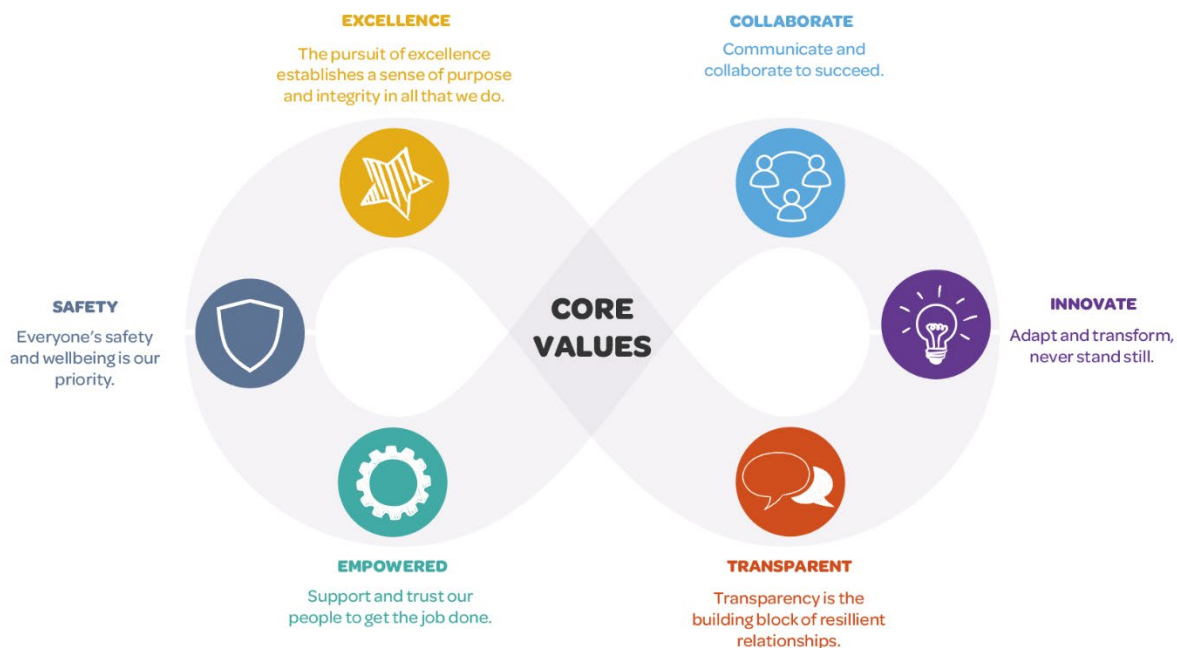 EXCELLENCE
The pursuit of excellence
establishes a sense of purpose
and integrity in all that we do.
COLLABORATE
Communicate and
collaborate to succeed.
SAFETY
Everyone's safety
and wellbeing is our
priority.
CORE
VALUES
INNOVATE
Adapt and transform,
never stand still.
EMPOWERED
Support and trust our
people to get the job done.
TRANSPARENT
Transparency is the
building block of resillient
relationships.